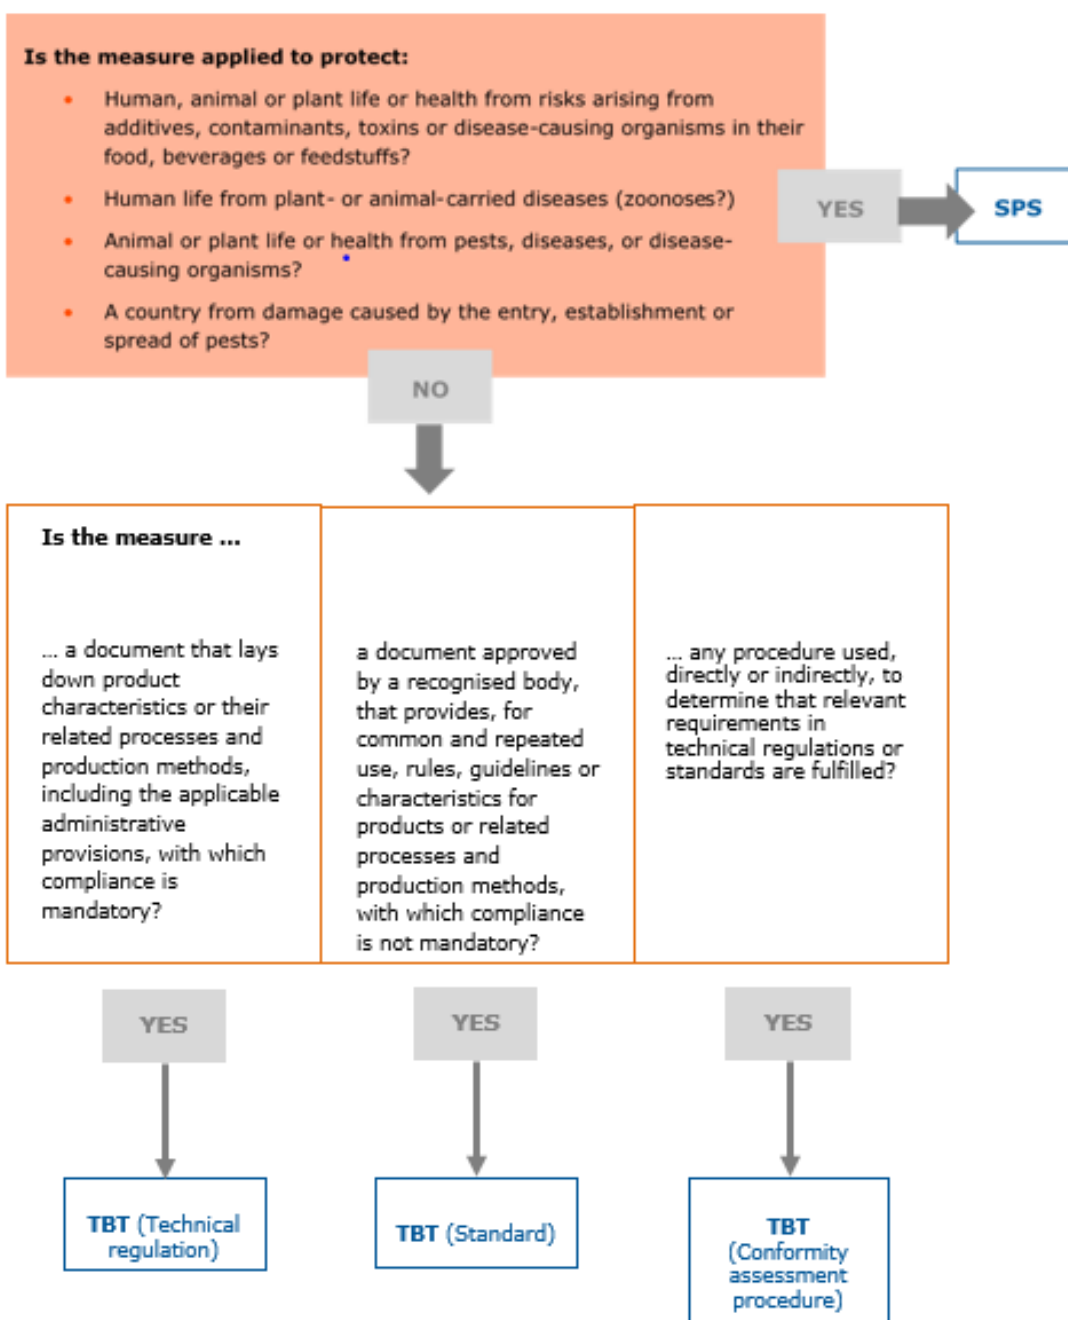 Is the measure applied to protect:
• Human, animal or plant life or health from risks arising from
additives, contaminants, toxins or disease-causing organisms in their
food, beverages or feedstuffs?
• Human life from plant- or animal-carried diseases (zoonoses?)
• Animal or plant life or health from pests, diseases, or disease-
causing organisms?
• A country from damage caused by the entry, establishment or
spread of pests?
YES
SPS
NO
Is the measure ...
... a document that lays
down product
characteristics or their
related processes and
production methods,
including the applicable
administrative
provisions, with which
compliance is
mandatory?
a document approved
by a recognised body,
that provides, for
common and repeated
use, rules, guidelines or
characteristics for
products or related
processes and
production methods,
with which compliance
is not mandatory?
... any procedure used,
directly or indirectly, to
determine that relevant
requirements in
technical regulations or
standards are fulfilled?
YES
YES
YES
TBT (Technical
regulation)
TBT (Standard)
TBT
(Conformity
assessment
procedure)